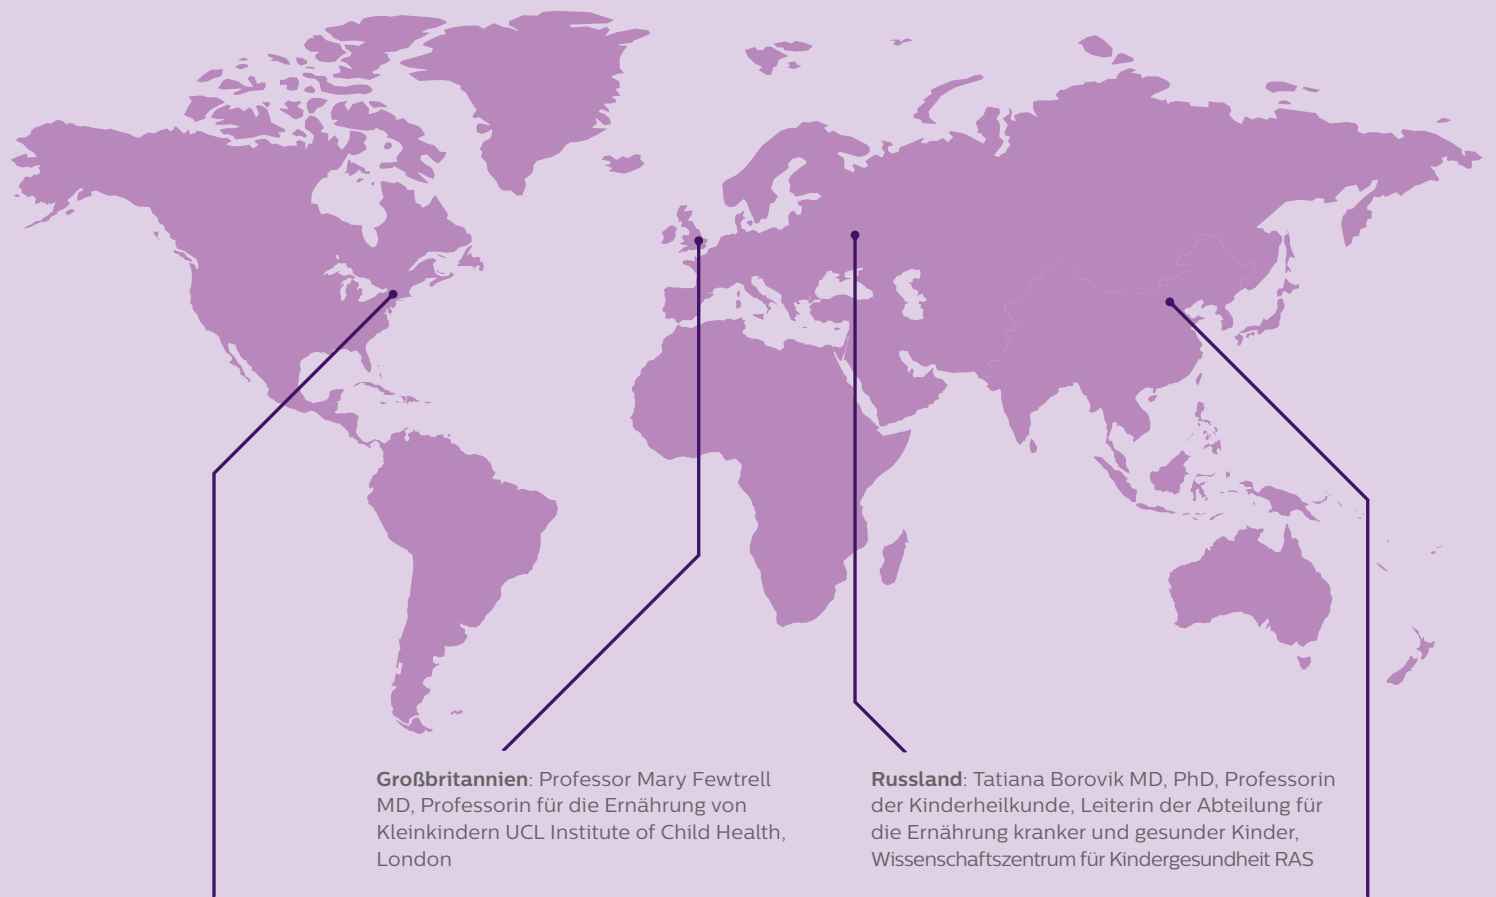 Großbritannien: Professor Mary Fewtrell
MD, Professorin für die Ernährung von
Kleinkindern UCL Institute of Child Health,
London
Russland: Tatiana Borovik MD, PhD, Professorin
der Kinderheilkunde, Leiterin der Abteilung für
die Ernährung kranker und gesunder Kinder,
Wissenschaftszentrum für Kindergesundheit RAS